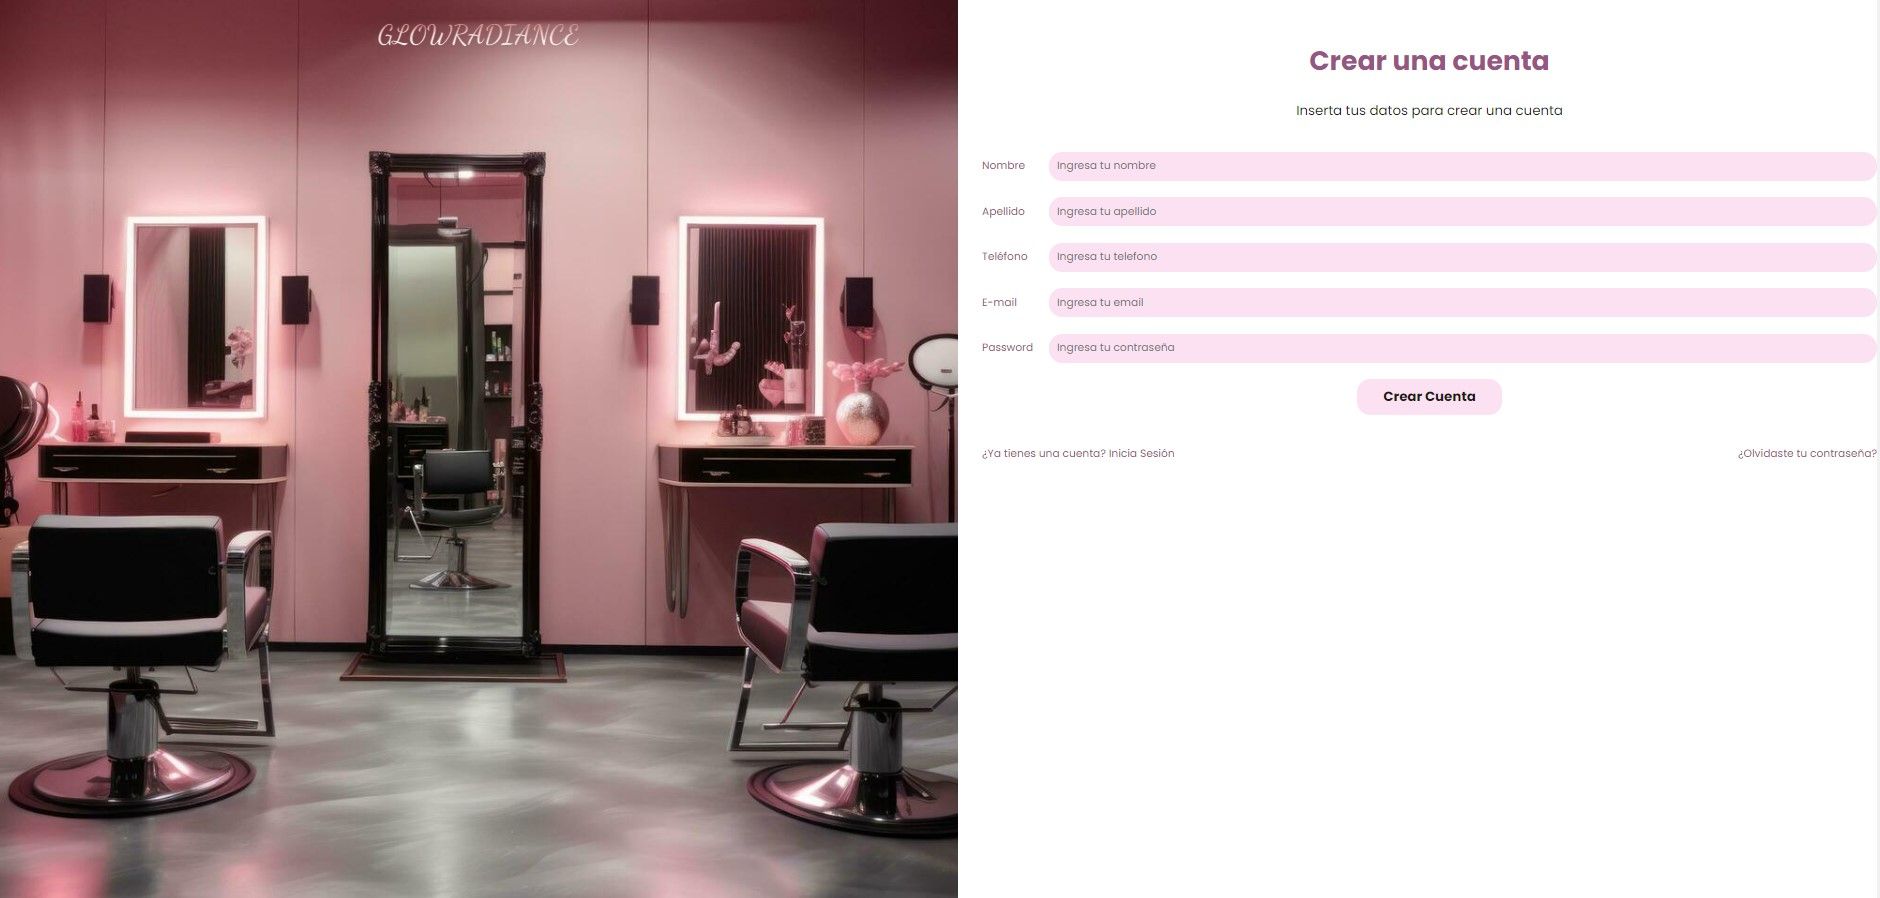 GLOWRADIANCE
Crear una cuenta
Inserta tus datos para crear una cuenta
Nombre Ingresa tu nombre
Apellido Ingresa tu apellido
Teléfono Ingresa tu telefono
E-mail Ingresa tu email
Password Ingresa tu contraseña
Crear Cuenta
¿Ya tienes una cuenta? Inicia Sesión ¿Olvidaste tu contraseña?